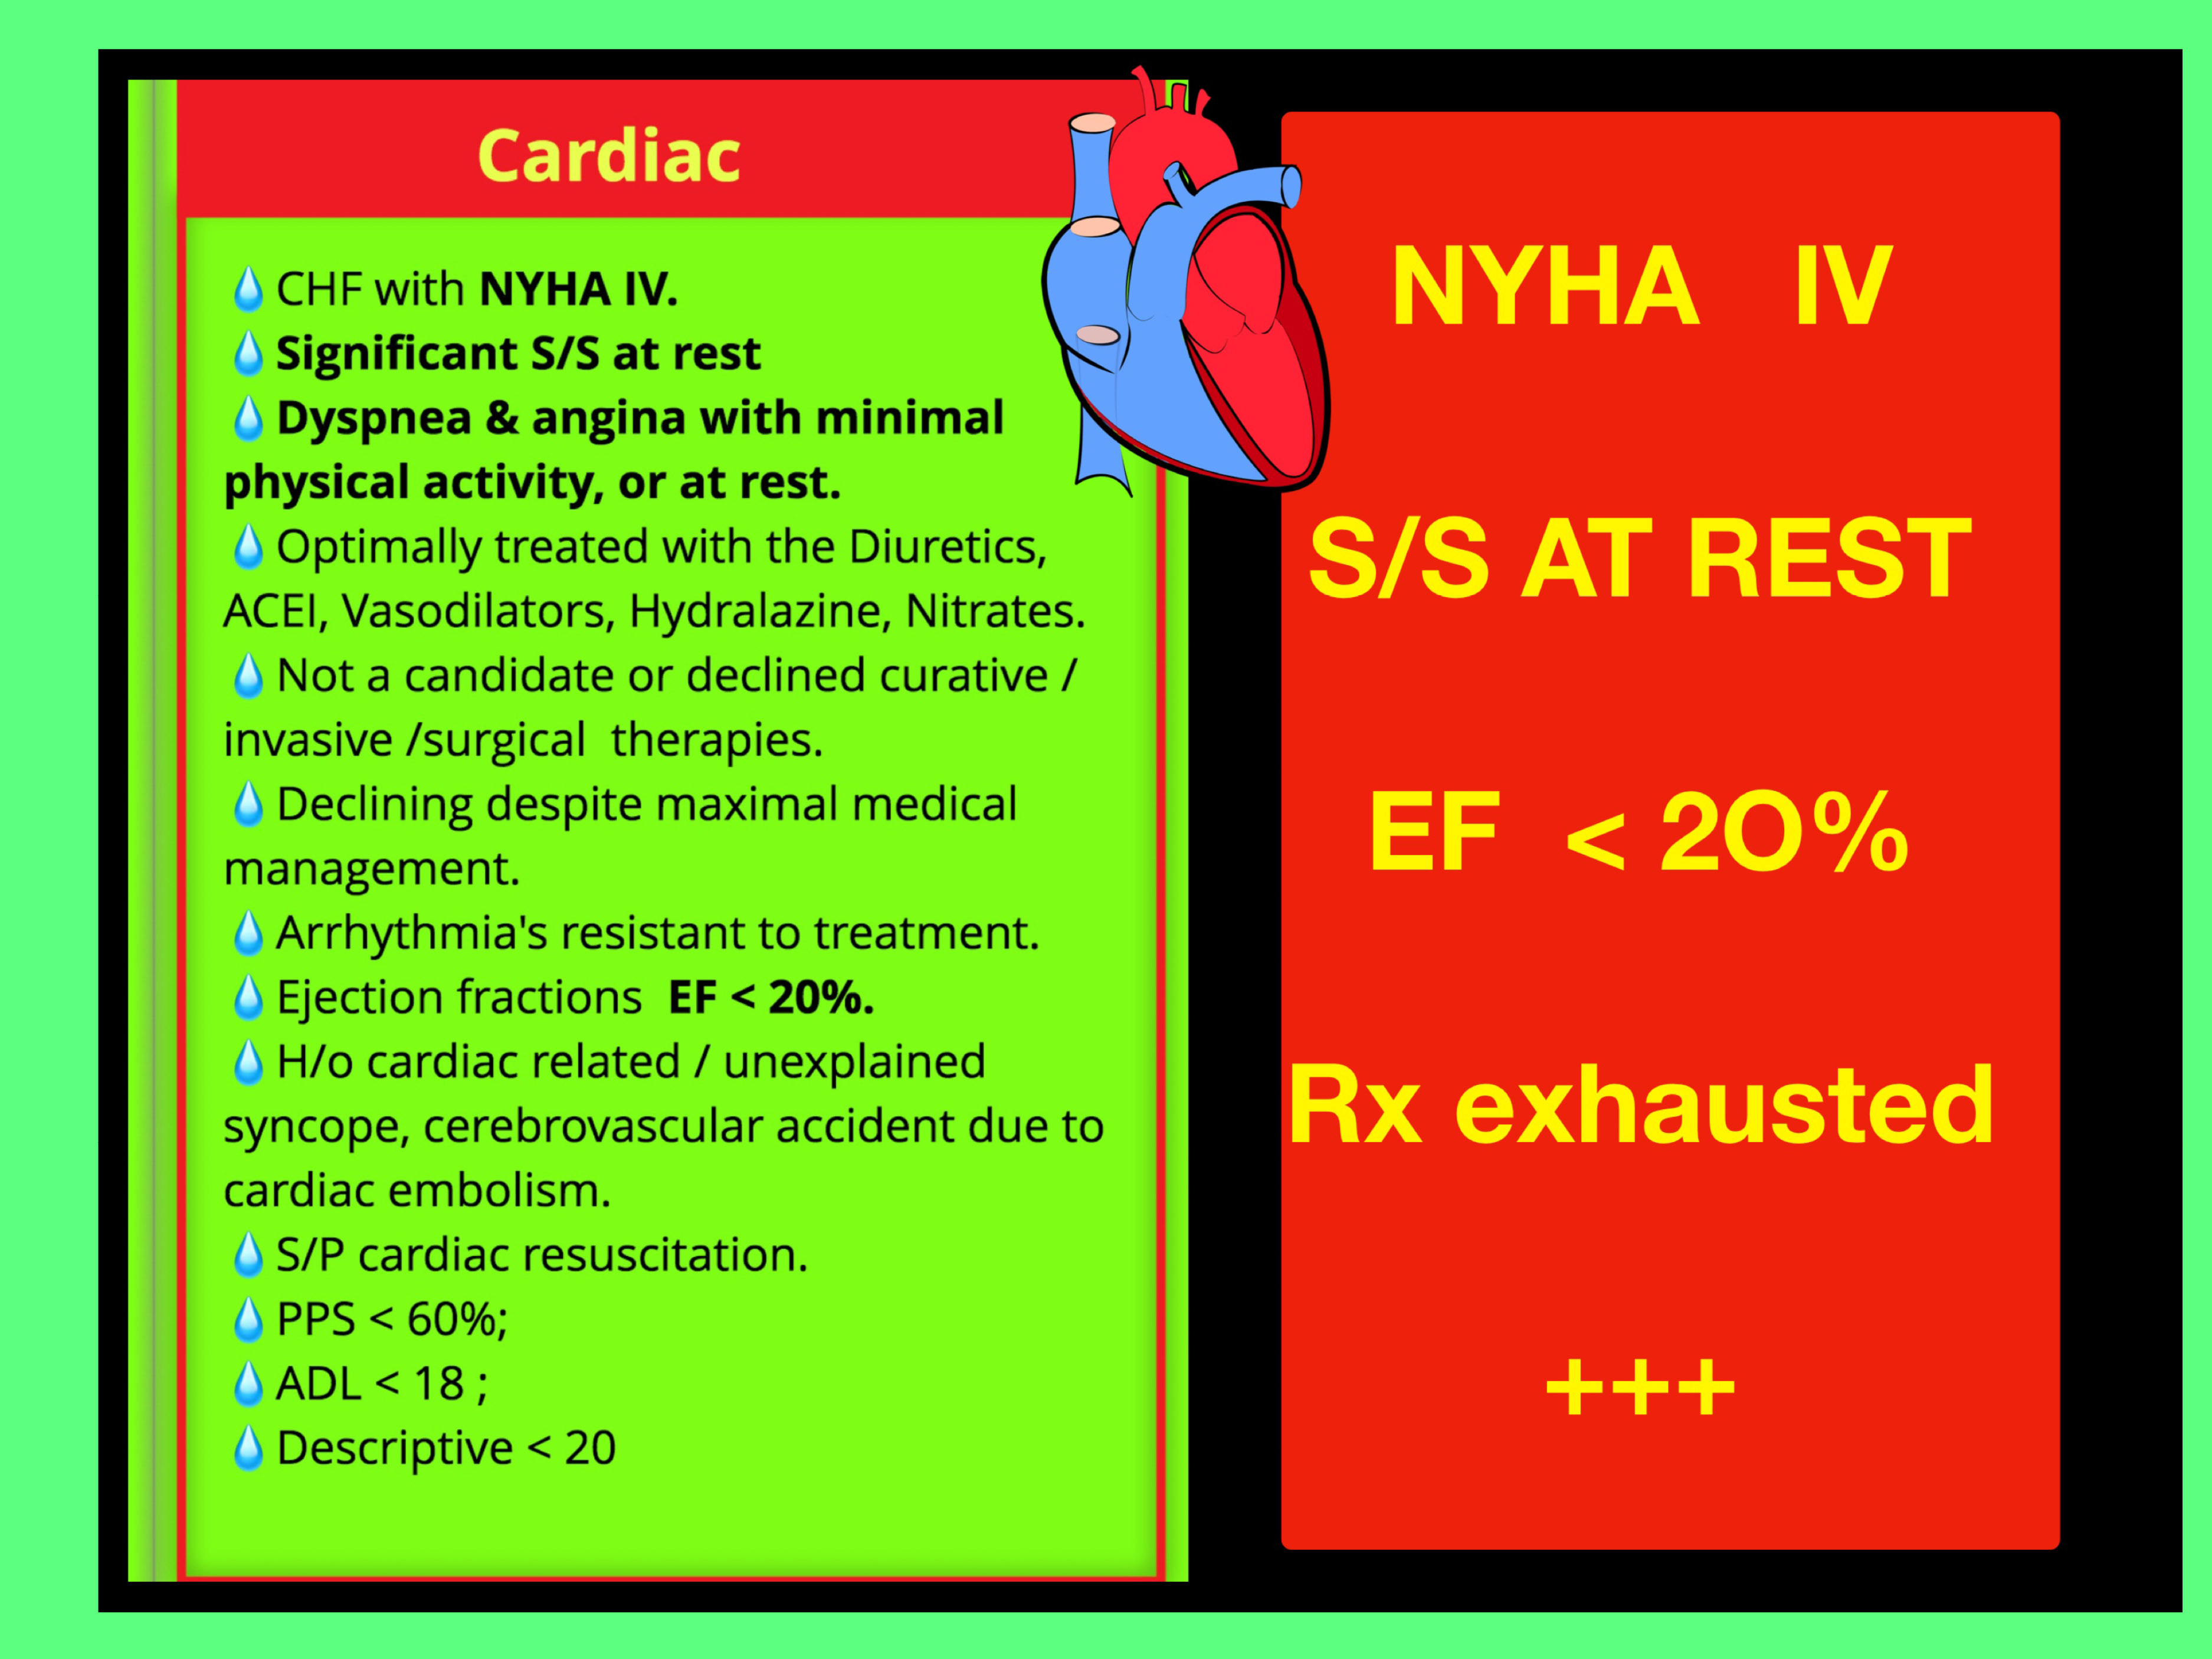 Cardiac
💧CHF with NYHA IV.
💧Significant S/S at rest
💧Dyspnea & angina with minimal
physical activity, or at rest.
💧Optimally treated with the Diuretics,
ACEI, Vasodilators, Hydralazine, Nitrates.
💧Not a candidate or declined curative /
invasive /surgical therapies.
💧Declining despite maximal medical
management.
💧Arrhythmia's resistant to treatment.
💧Ejection fractions EF < 20%.
💧H/o cardiac related / unexplained
syncope, cerebrovascular accident due to
cardiac embolism.
💧S/P cardiac resuscitation.
💧PPS < 60%;
💧ADL < 18 ;
💧Descriptive < 20
NYHA IV
S/S AT REST
EF < 2O%
Rx exhausted
+++